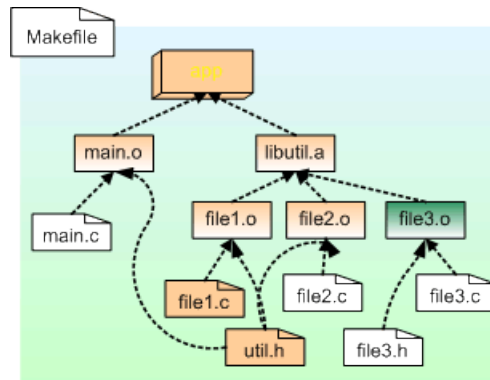 Makefile
app
main.o
libutil.a
main.c
file1.o
file2.o
file3.o
file1.c
file2.c
file3.c
util.h
file3.h